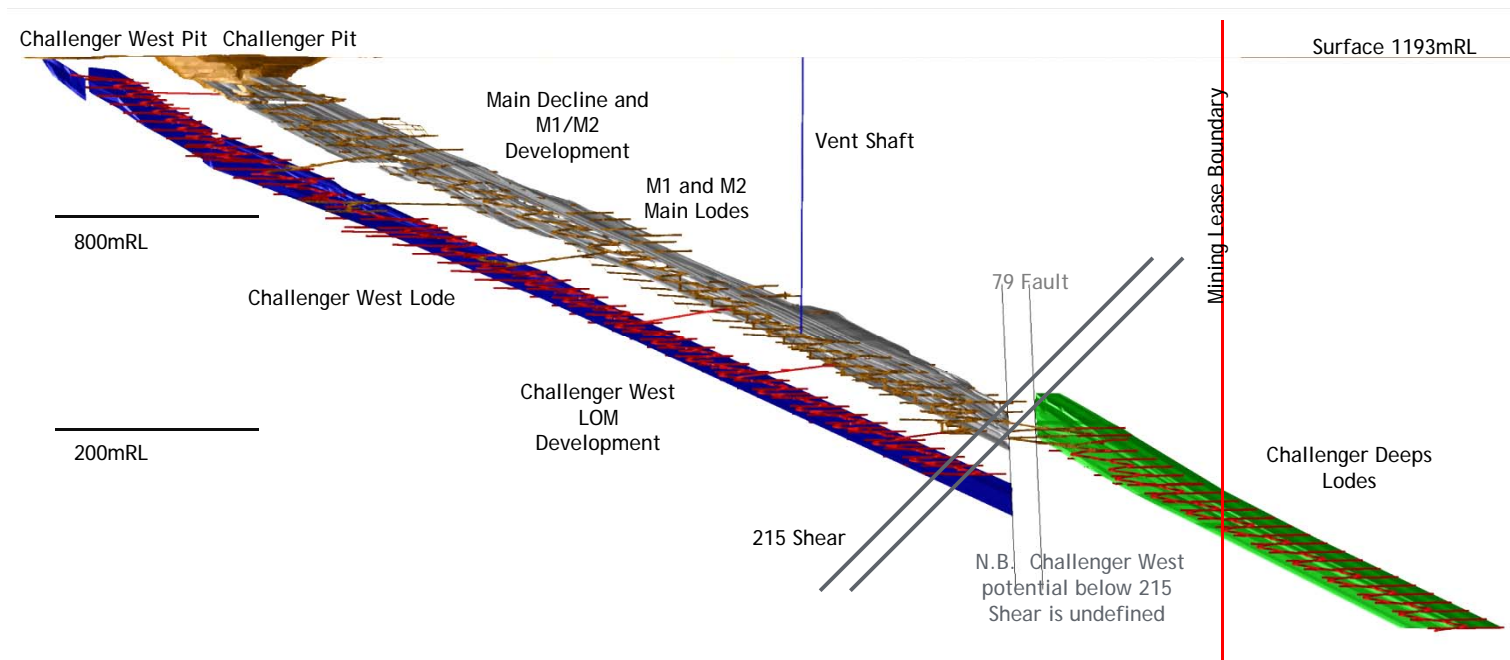 Challenger West Pit
Challenger Pit
Surface 1193mRL
Main Decline and
M1/M2
Development
Vent Shaft
Mining Lease Boundary
M1 and M2
Main Lodes
800mRL
79 Fault
Challenger West Lode
Challenger West
LOM
Development
200mRL
Challenger Deeps
Lodes
215 Shear
N.B. Challenger West
potential below 215
Shear is undefined